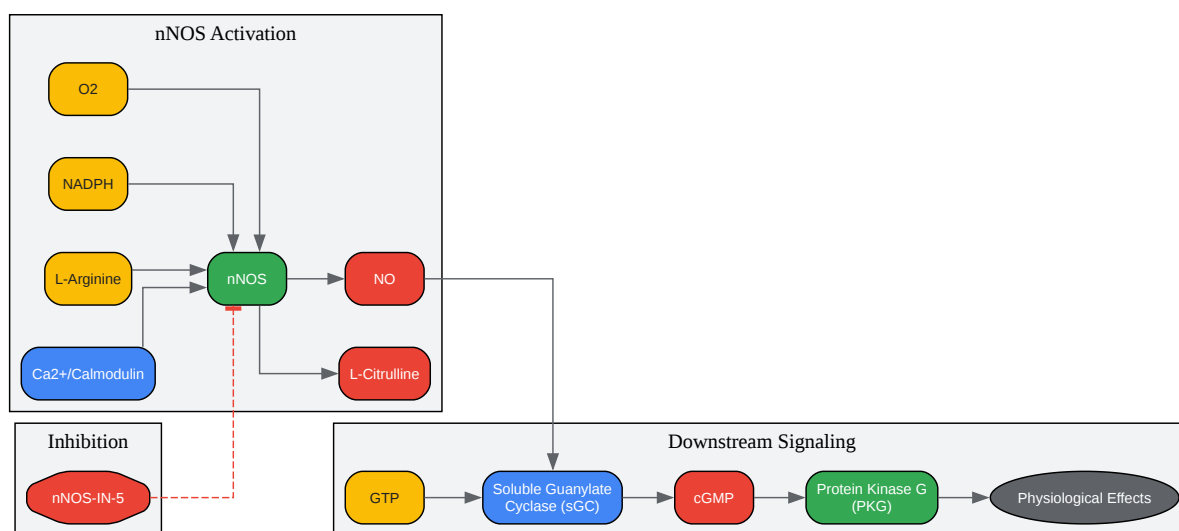 nNOS Activation
O2
NADPH
L-Arginine
nNOS
NO
Ca2+/Calmodulin
L-Citrulline
Inhibition
nNOS-IN-5
Downstream Signaling
GTP
Soluble Guanylate
Cyclase (sGC)
cGMP
Protein Kinase G
(PKG)
Physiological Effects